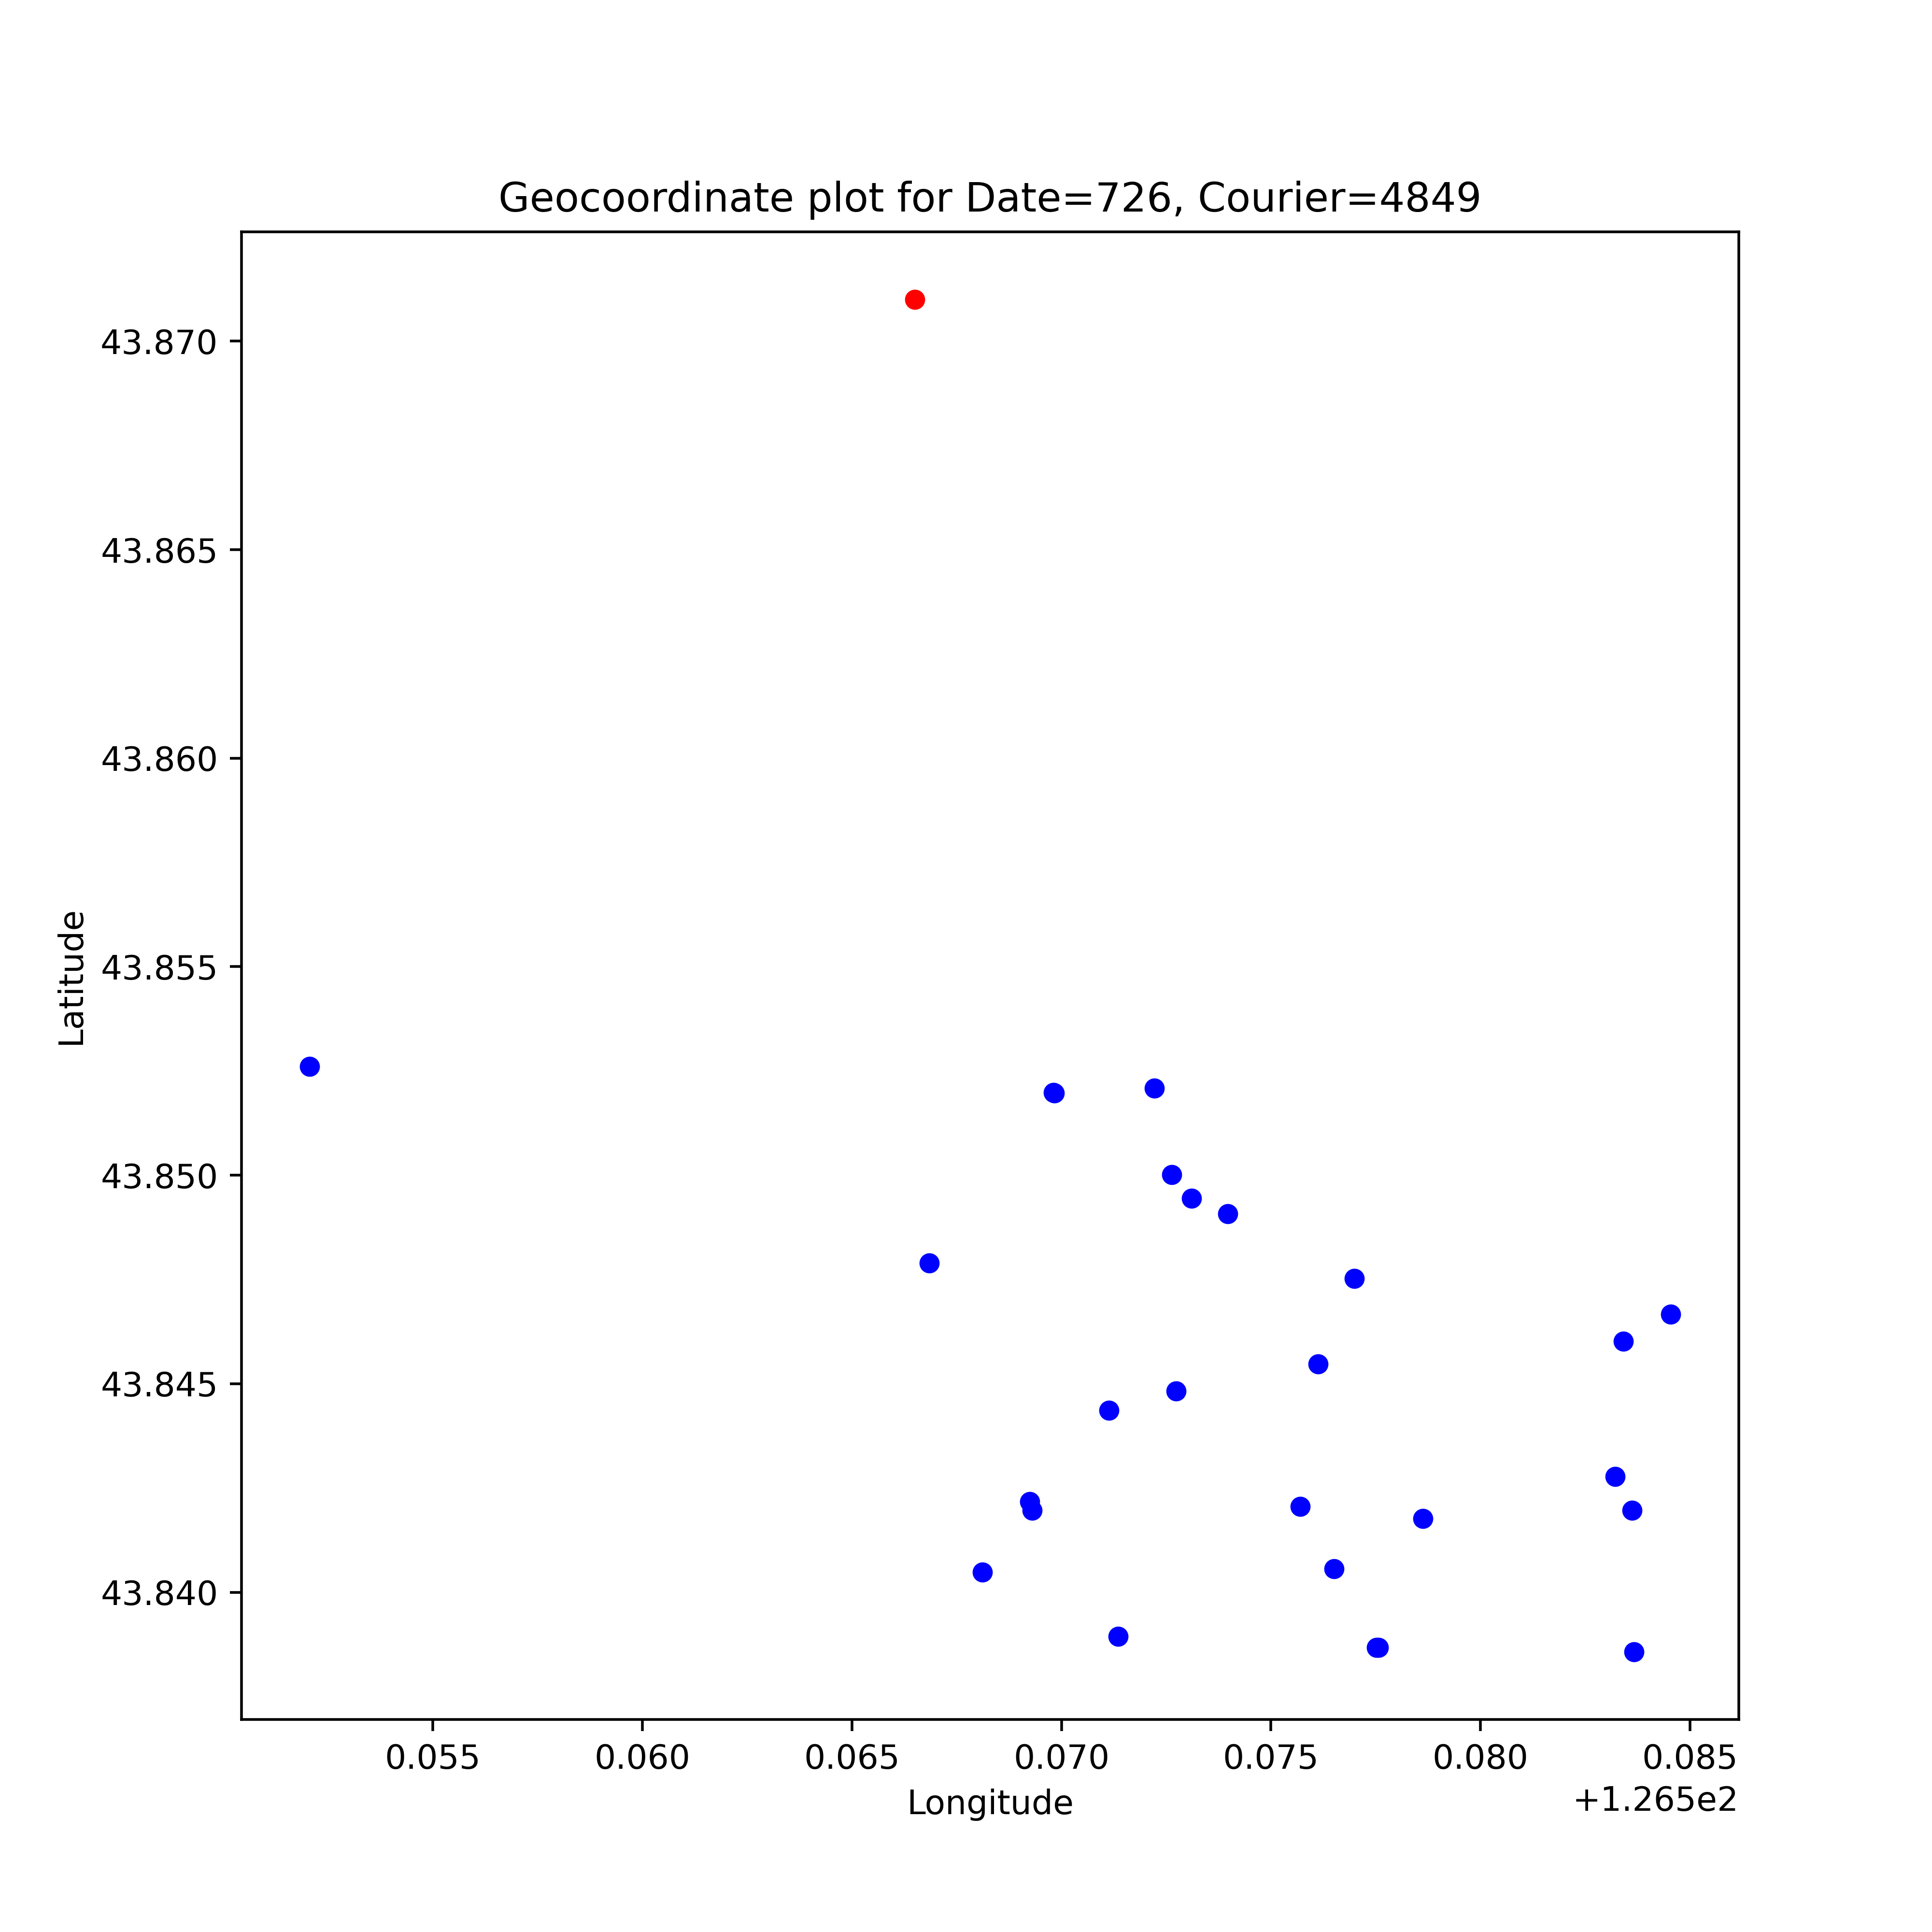 Geocoordinate plot for Date=726, Courier=4849
43.870
43.865
43.860
43.855
43.850
43.845
43.840
Latitude
0.055 0.060 0.065 0.070 0.075 0.080 0.085
+1.265e2
Longitude